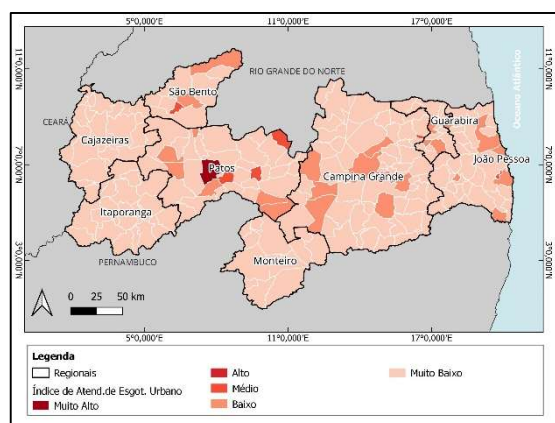 5°0,000'E 11°0,000'E 17°0,000'E
11°0,000'N
RIO GRANDE DO NORTE
Oceano Atlântico
São Bento
CEARÁ
Guarabira
Cajazeiras
João Pessoa
7°0,000'N
7°0,000'N
Patos
Campina Grande
Itaporanga
Monteiro
3°0,000'N
3°0,000'N
PERNAMBUCO
0 25 50 km
5°0,000'E 11°0,000'E 17°0,000'E
11°0,000'N
Legenda
Regionais
Índice de Atend.de Esgot. Urbano
Muito Alto
Alto
Médio
Baixo
Muito Baixo